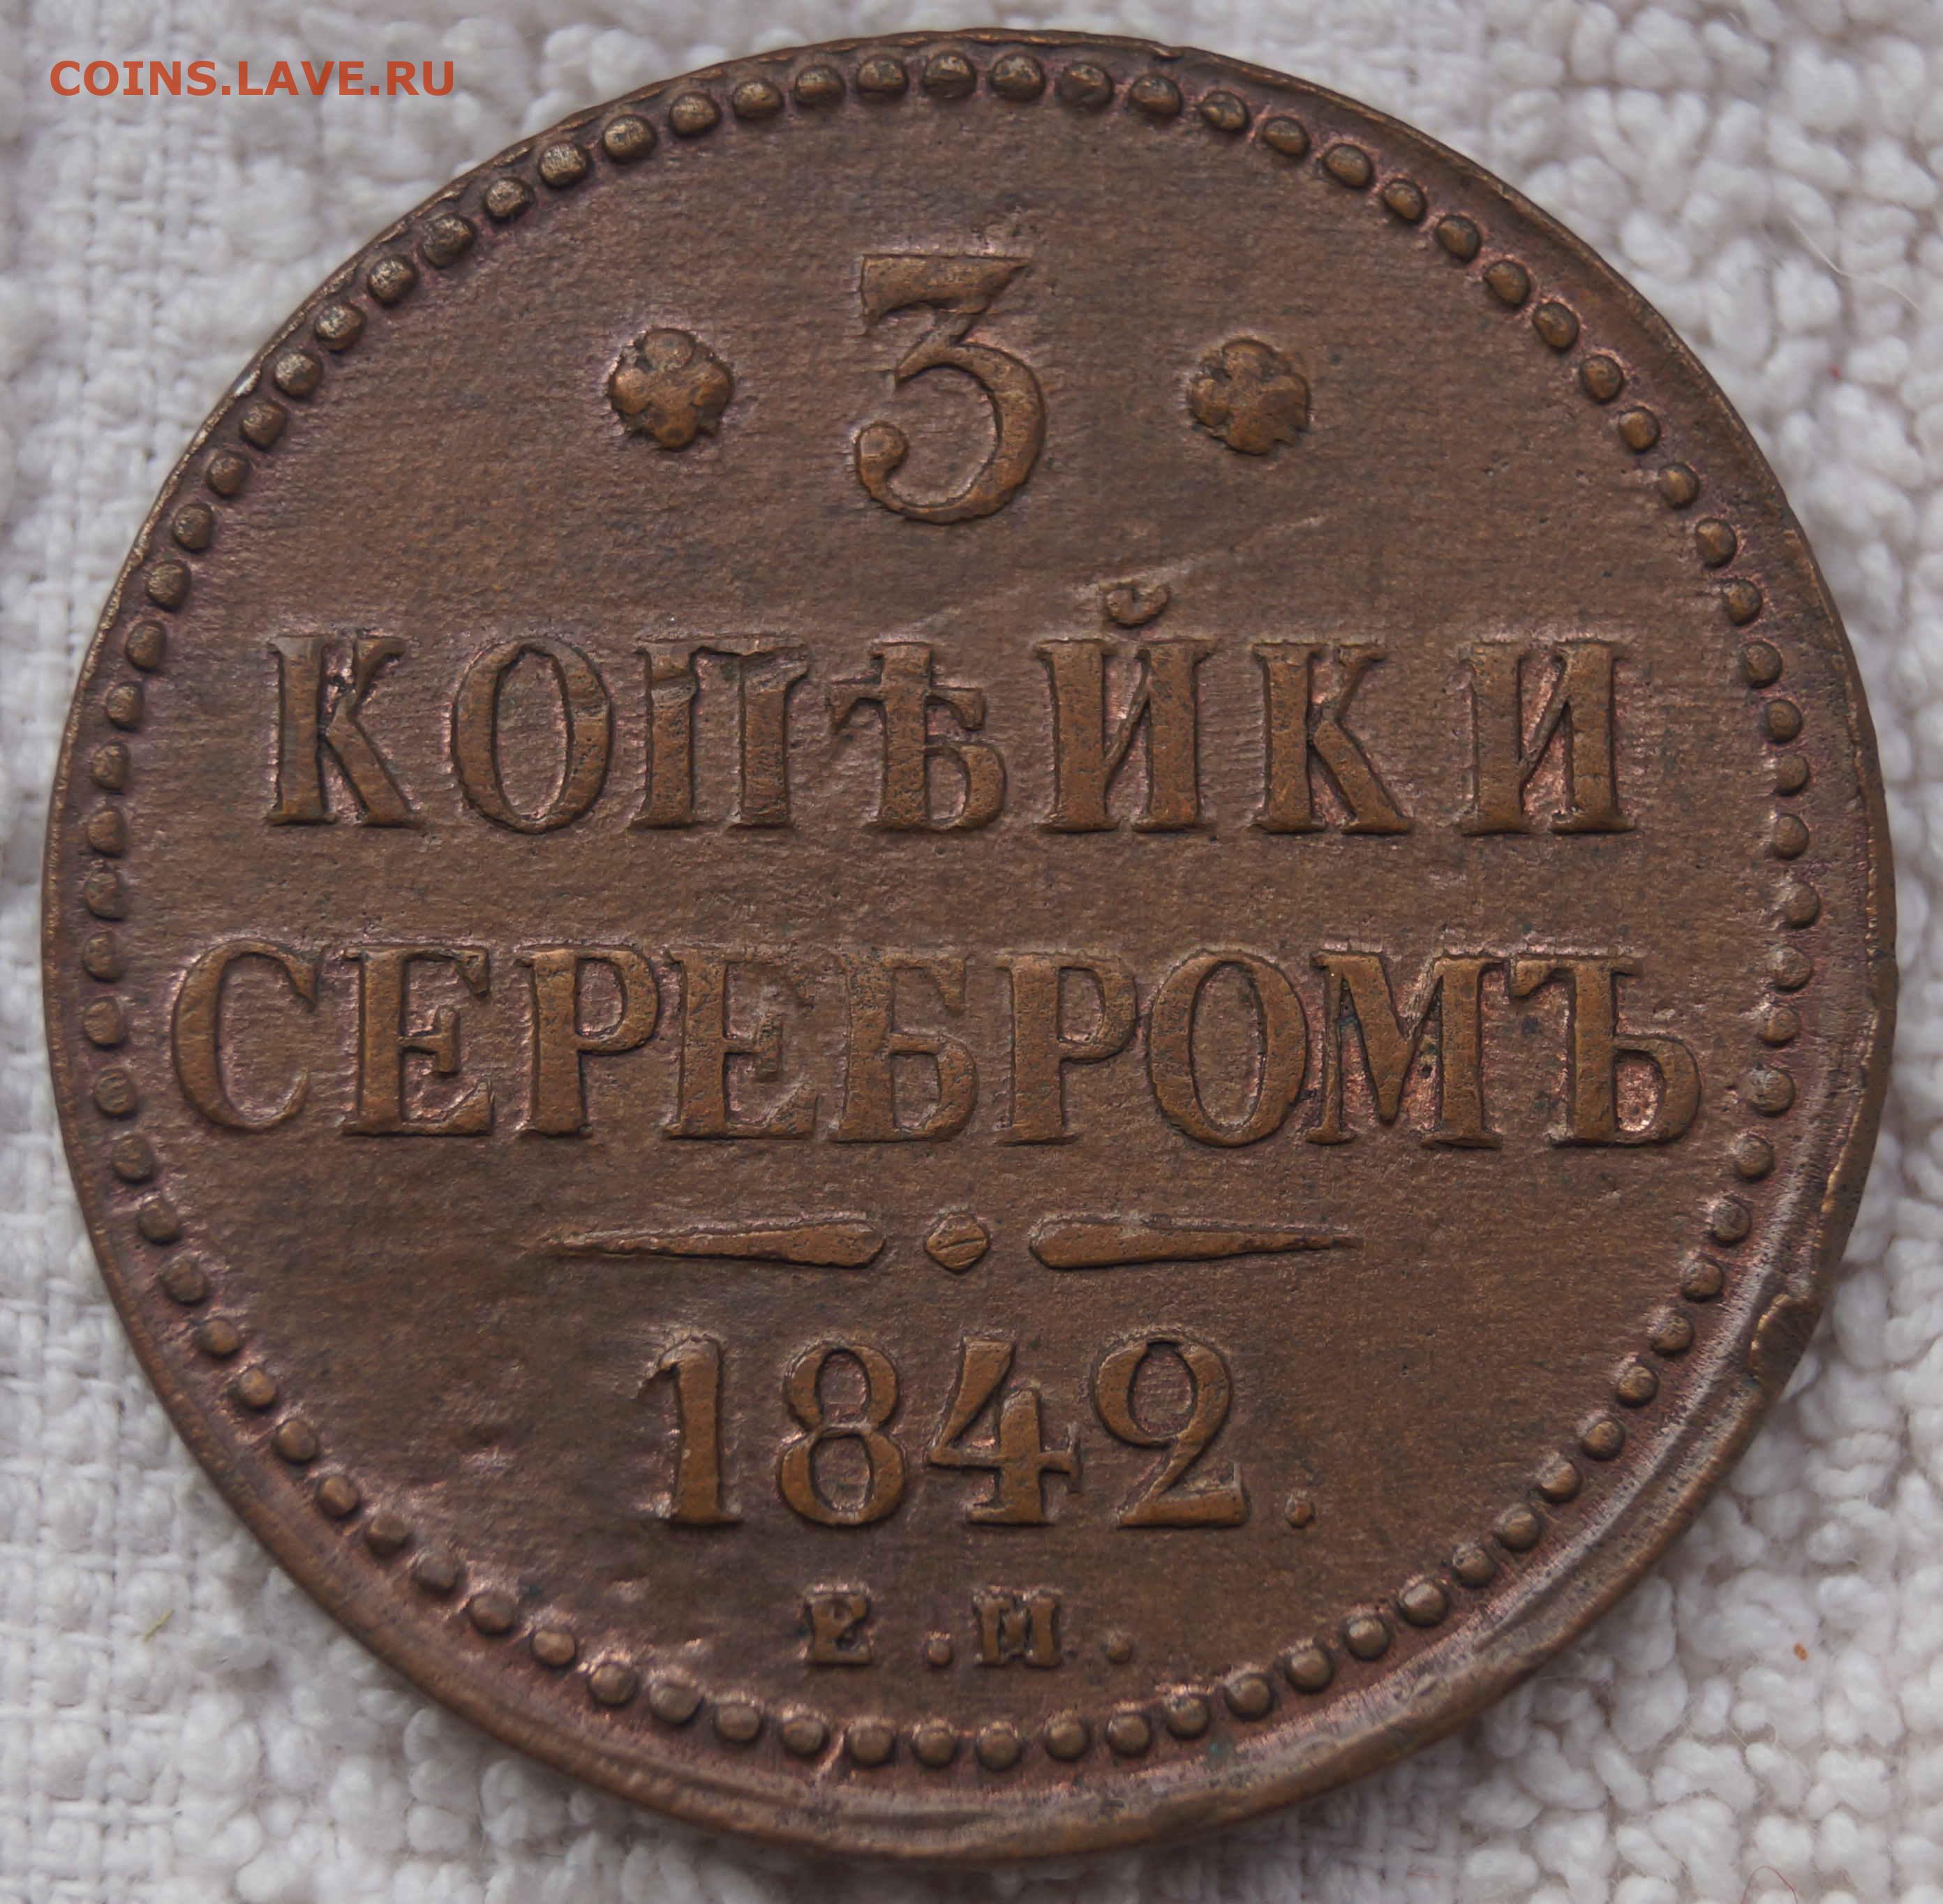 COINS.LAVE.RU
3
КОПѢЙКИ
СЕРЕБРОМЪ
1842.
Е.М.